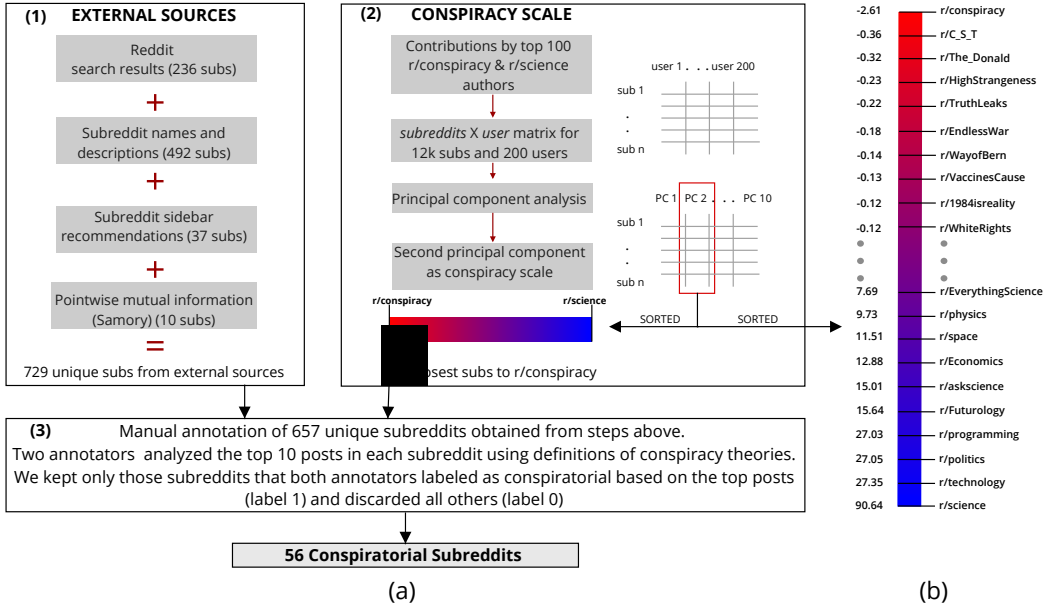 (1) EXTERNAL SOURCES
Reddit
search results (236 subs)
+
Subreddit names and
descriptions (492 subs)
+
Subreddit sidebar
recommendations (37 subs)
+
Pointwise mutual information
(Samory) (10 subs)
=
729 unique subs from external sources
(2) CONSPIRACY SCALE
Contributions by top 100
r/conspiracy & r/science
authors
subreddits X user matrix for
12k subs and 200 users
Principal component analysis
Second principal component
as conspiracy scale
user 1 . . . user 200
sub 1
.
.
sub n
PC 1 PC 2 . . . PC 10
sub 1
.
.
sub n
r/conspiracy r/science
SORTED SORTED
subs to r/conspiracy
(3) Manual annotation of 657 unique subreddits obtained from steps above.
Two annotators analyzed the top 10 posts in each subreddit using definitions of conspiracy theories.
We kept only those subreddits that both annotators labeled as conspiratorial based on the top posts
(label 1) and discarded all others (label 0)
56 Conspiratorial Subreddits
(a)
-2.61 r/conspiracy
-0.36 r/C_S_T
-0.32 r/The_Donald
-0.23 r/HighStrangeness
-0.22 r/TruthLeaks
-0.18 r/EndlessWar
-0.14 r/WayofBern
-0.13 r/VaccinesCause
-0.12 r/1984isreality
-0.12 r/WhiteRights
7.69 r/EverythingScience
9.73 r/physics
11.51 r/space
12.88 r/Economics
15.01 r/askscience
15.64 r/Futurology
27.03 r/programming
27.05 r/politics
27.35 r/technology
90.64 r/science
(b)